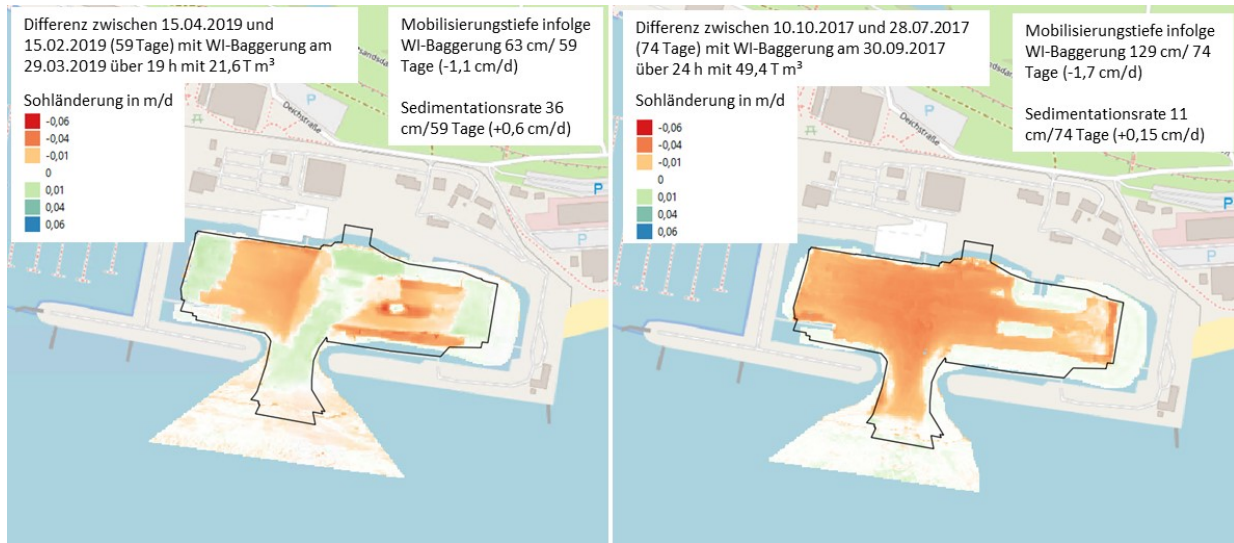 Differenz zwischen 15.04.2019 und
15.02.2019 (59 Tage) mit WI-Baggerung am
29.03.2019 über 19 h mit 21,6 T m³
Sohländerung in m/d
-0,06
-0,04
-0,01
0
0,01
0,04
0,06
Mobilisierungstiefe infolge
WI-Baggerung 63 cm/ 59
Tage (-1,1 cm/d)
Sedimentationsrate 36
cm/59 Tage (+0,6 cm/d)
P
Deichstraße
P
P
P
Differenz zwischen 10.10.2017 und 28.07.2017
(74 Tage) mit WI-Baggerung am 30.09.2017
über 24 h mit 49,4 T m³
Sohländerung in m/d
-0,06
-0,04
-0,01
0
0,01
0,04
0,06
Mobilisierungstiefe infolge
WI-Baggerung 129 cm/ 74
Tage (-1,7 cm/d)
Sedimentationsrate 11
cm/74 Tage (+0,15 cm/d)
P
Deichstraße
P
P
P